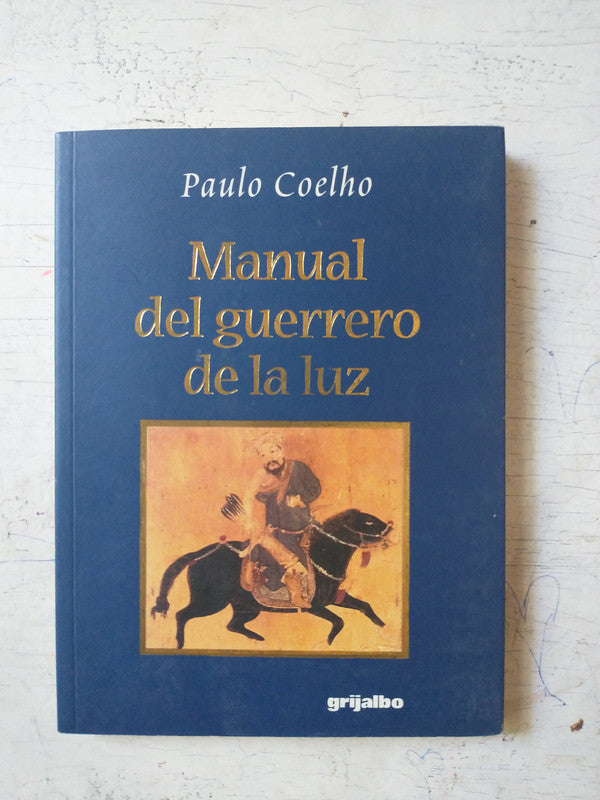 Paulo Coelho
Manual
del guerrero
de la luz
grijalbo